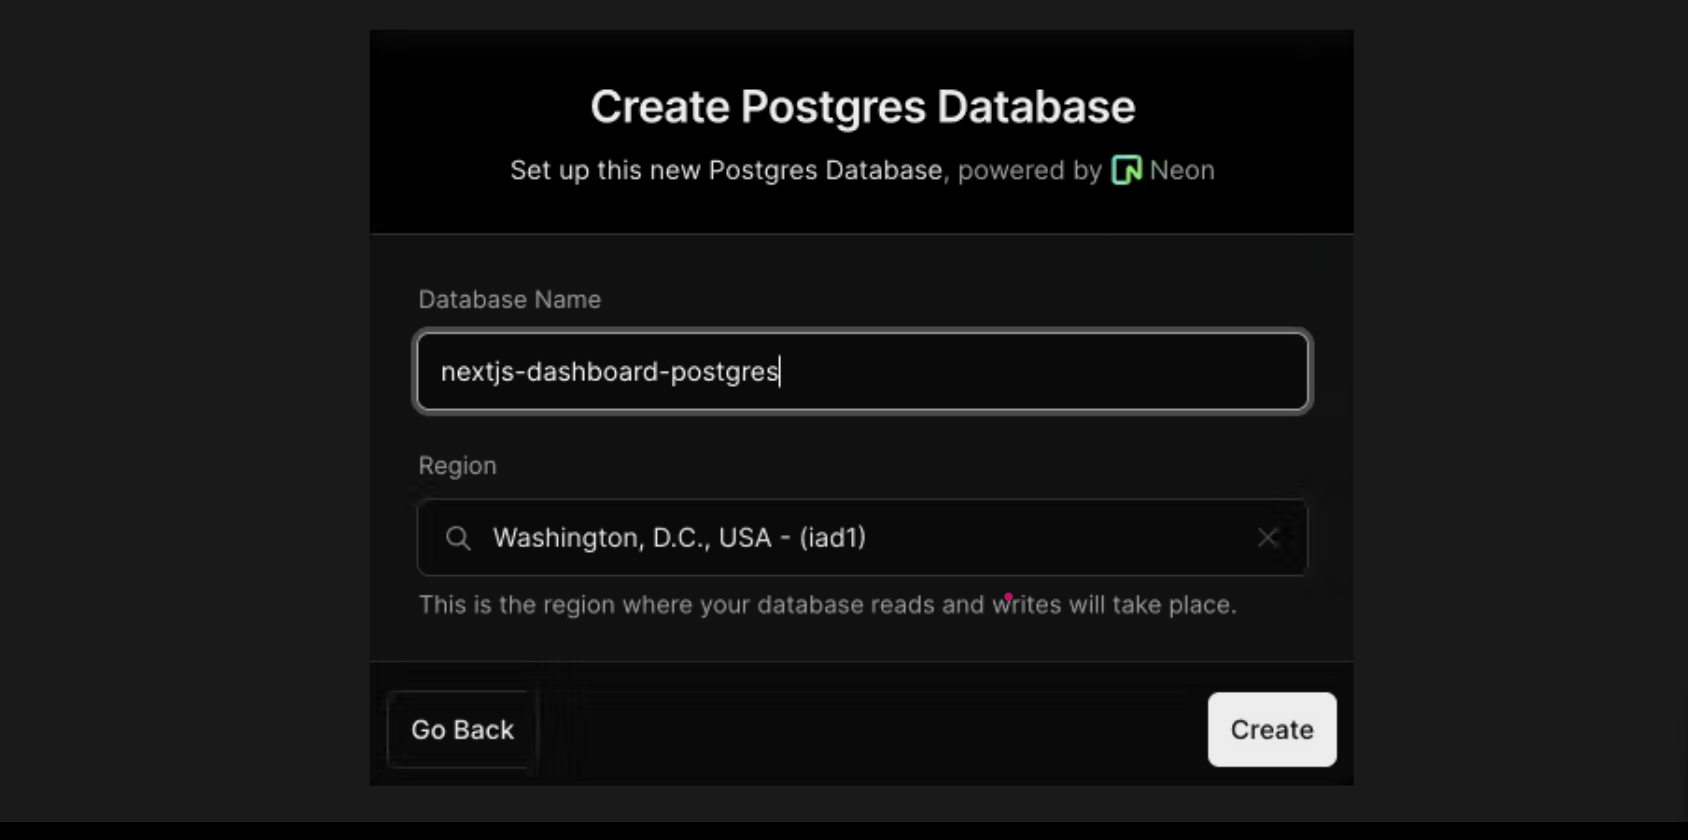 Create Postgres Database
Set up this new Postgres Database, powered by Neon
Database Name
nextjs-dashboard-postgres
Region
Washington, D.C., USA - (iad1)
This is the region where your database reads and writes will take place.
Go Back
Create